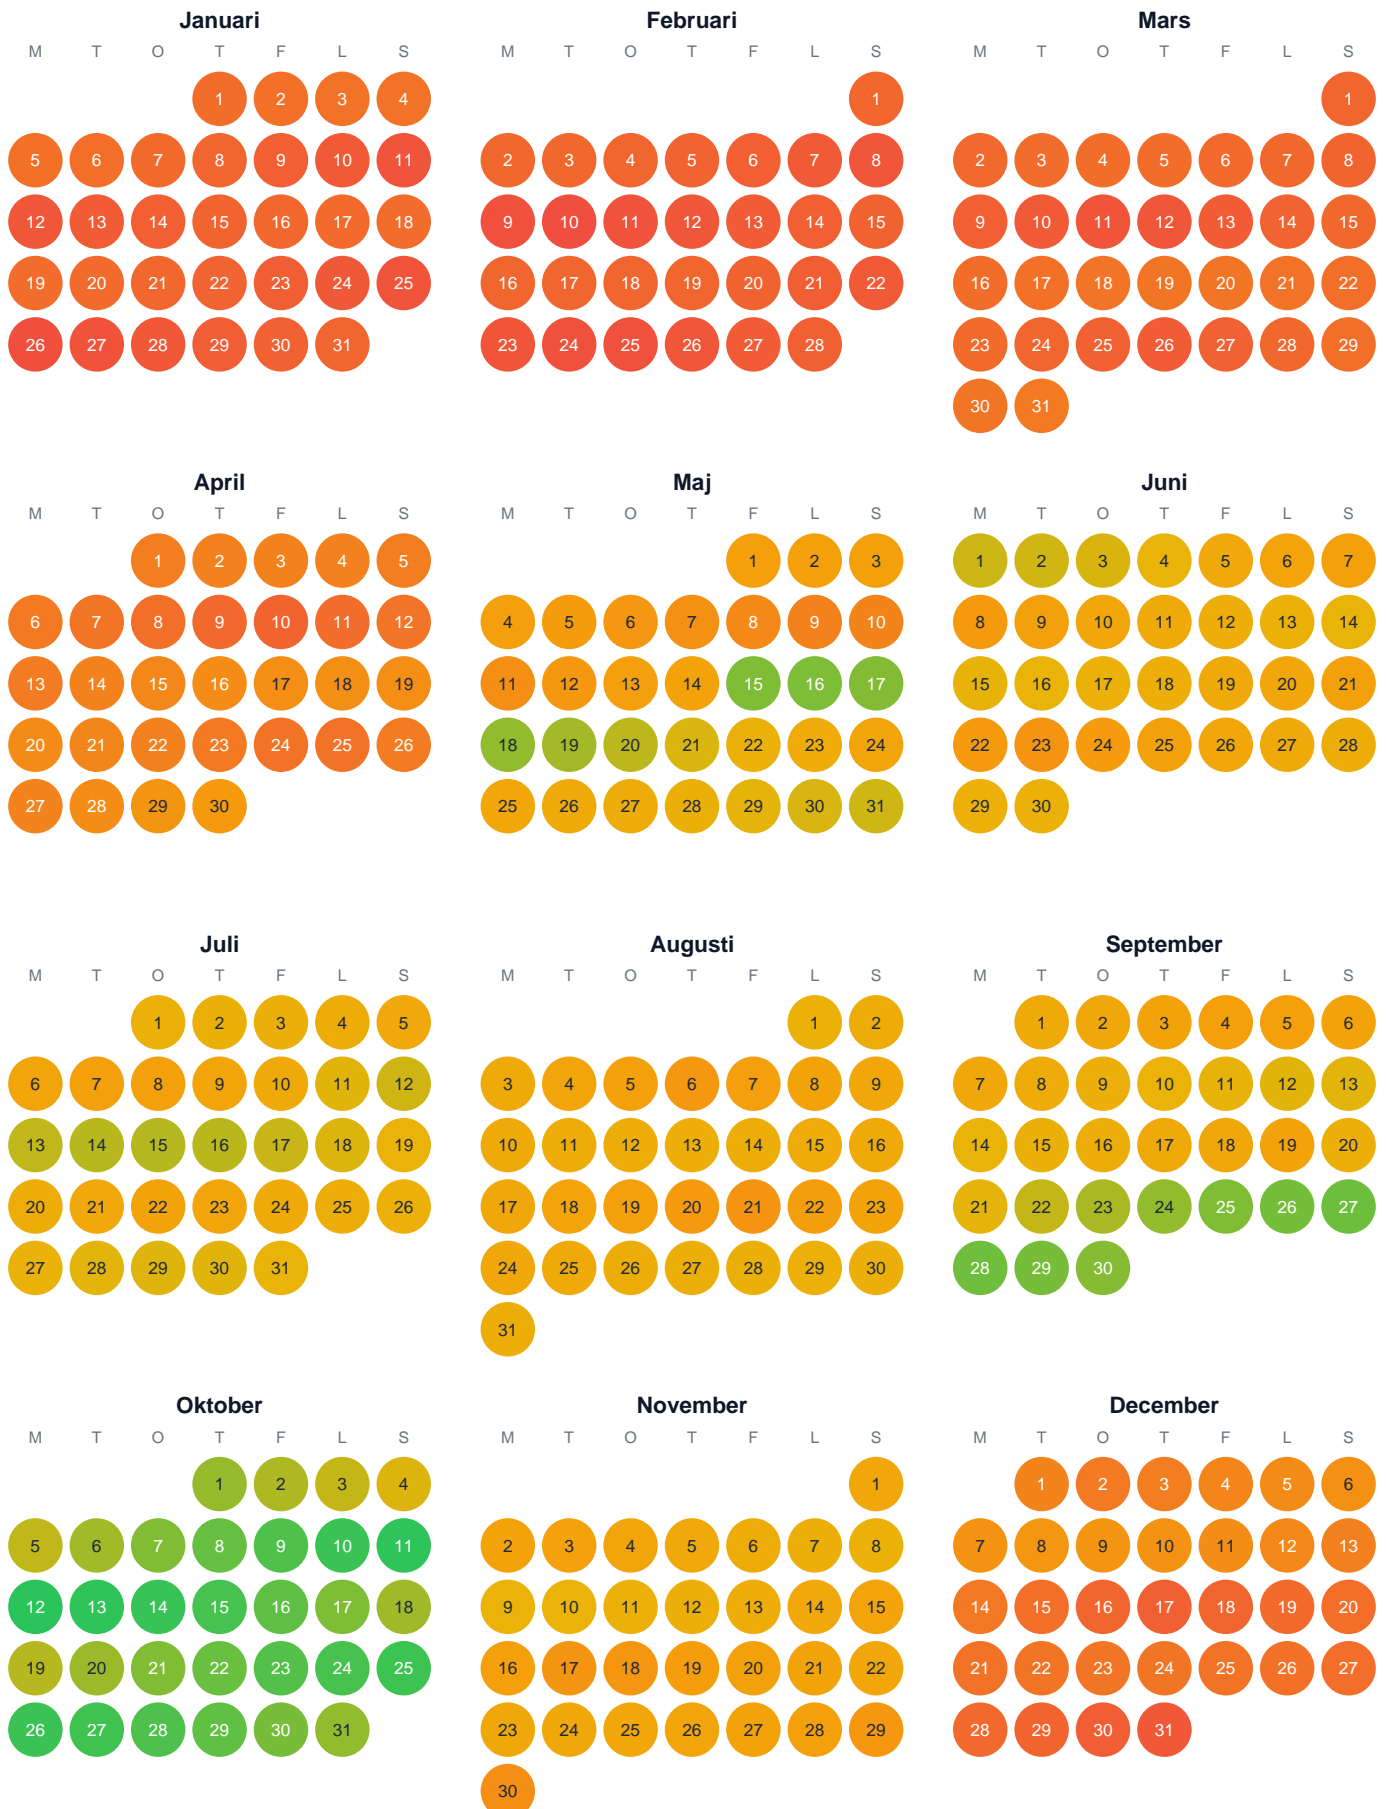 Januari Februari Mars
M T O T F L S M T O T F L S M T O T F L S
1 2 3 4 1 1
5 6 7 8 9 10 11 2 3 4 5 6 7 8 2 3 4 5 6 7 8
12 13 14 15 16 17 18 9 10 11 12 13 14 15 9 10 11 12 13 14 15
19 20 21 22 23 24 25 16 17 18 19 20 21 22 16 17 18 19 20 21 22
26 27 28 29 30 31 23 24 25 26 27 28 23 24 25 26 27 28 29
30 31
April Maj Juni
M T O T F L S M T O T F L S M T O T F L S
1 2 3 4 5 1 2 3 1 2 3 4 5 6 7
6 7 8 9 10 11 12 4 5 6 7 8 9 10 8 9 10 11 12 13 14
13 14 15 16 17 18 19 11 12 13 14 15 16 17 15 16 17 18 19 20 21
20 21 22 23 24 25 26 18 19 20 21 22 23 24 22 23 24 25 26 27 28
27 28 29 30 25 26 27 28 29 30 31 29 30
Juli Augusti September
M T O T F L S M T O T F L S M T O T F L S
1 2 3 4 5 1 2 1 2 3 4 5 6
6 7 8 9 10 11 12 3 4 5 6 7 8 9 7 8 9 10 11 12 13
13 14 15 16 17 18 19 10 11 12 13 14 15 16 14 15 16 17 18 19 20
20 21 22 23 24 25 26 17 18 19 20 21 22 23 21 22 23 24 25 26 27
27 28 29 30 31 24 25 26 27 28 29 30 28 29 30
31
Oktober November December
M T O T F L S M T O T F L S M T O T F L S
1 2 3 4 1 1 2 3 4 5 6
5 6 7 8 9 10 11 2 3 4 5 6 7 8 7 8 9 10 11 12 13
12 13 14 15 16 17 18 9 10 11 12 13 14 15 14 15 16 17 18 19 20
19 20 21 22 23 24 25 16 17 18 19 20 21 22 21 22 23 24 25 26 27
26 27 28 29 30 31 23 24 25 26 27 28 29 28 29 30 31
30